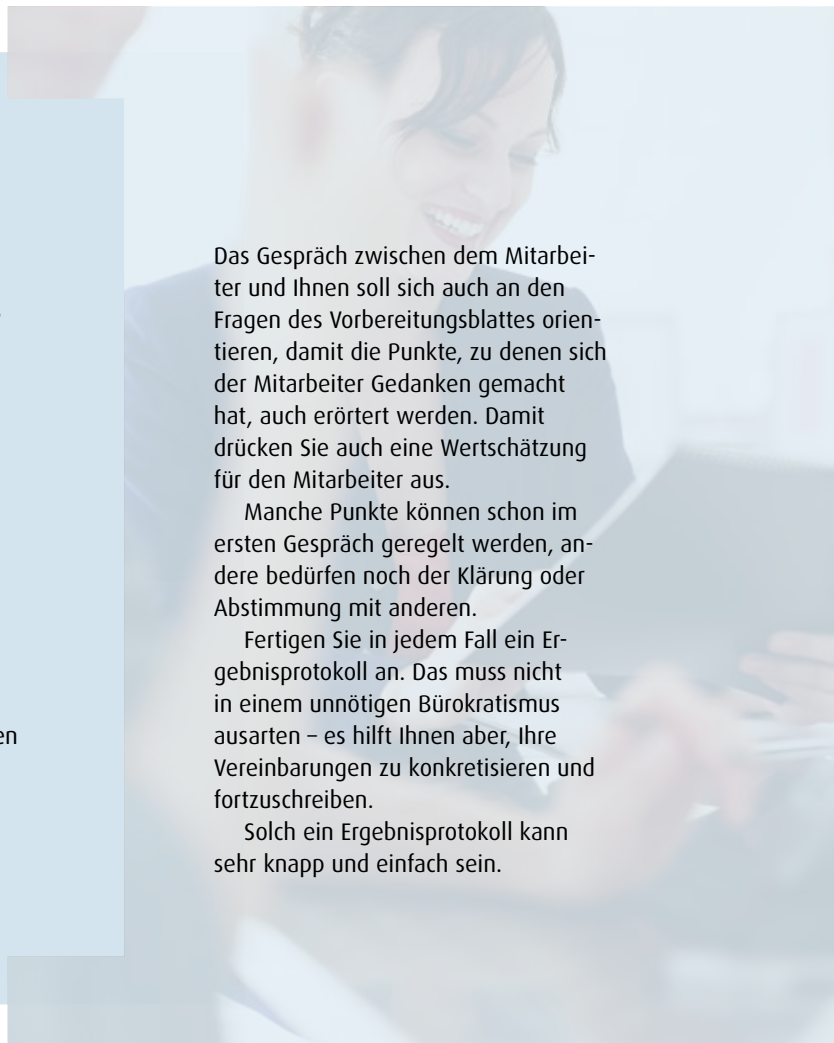 Das Gespräch zwischen dem Mitarbei-
ter und Ihnen soll sich auch an den
Fragen des Vorbereitungsblattes orien-
tieren, damit die Punkte, zu denen sich
der Mitarbeiter Gedanken gemacht
hat, auch erörtert werden. Damit
drücken Sie auch eine Wertschätzung
für den Mitarbeiter aus.
Manche Punkte können schon im
ersten Gespräch geregelt werden, an-
dere bedürfen noch der Klärung oder
Abstimmung mit anderen.
Fertigen Sie in jedem Fall ein Er-
gebnisprotokoll an. Das muss nicht
in einem unnötigen Bürokratismus
ausarten – es hilft Ihnen aber, Ihre
Vereinbarungen zu konkretisieren und
fortzuschreiben.
Solch ein Ergebnisprotokoll kann
sehr knapp und einfach sein.